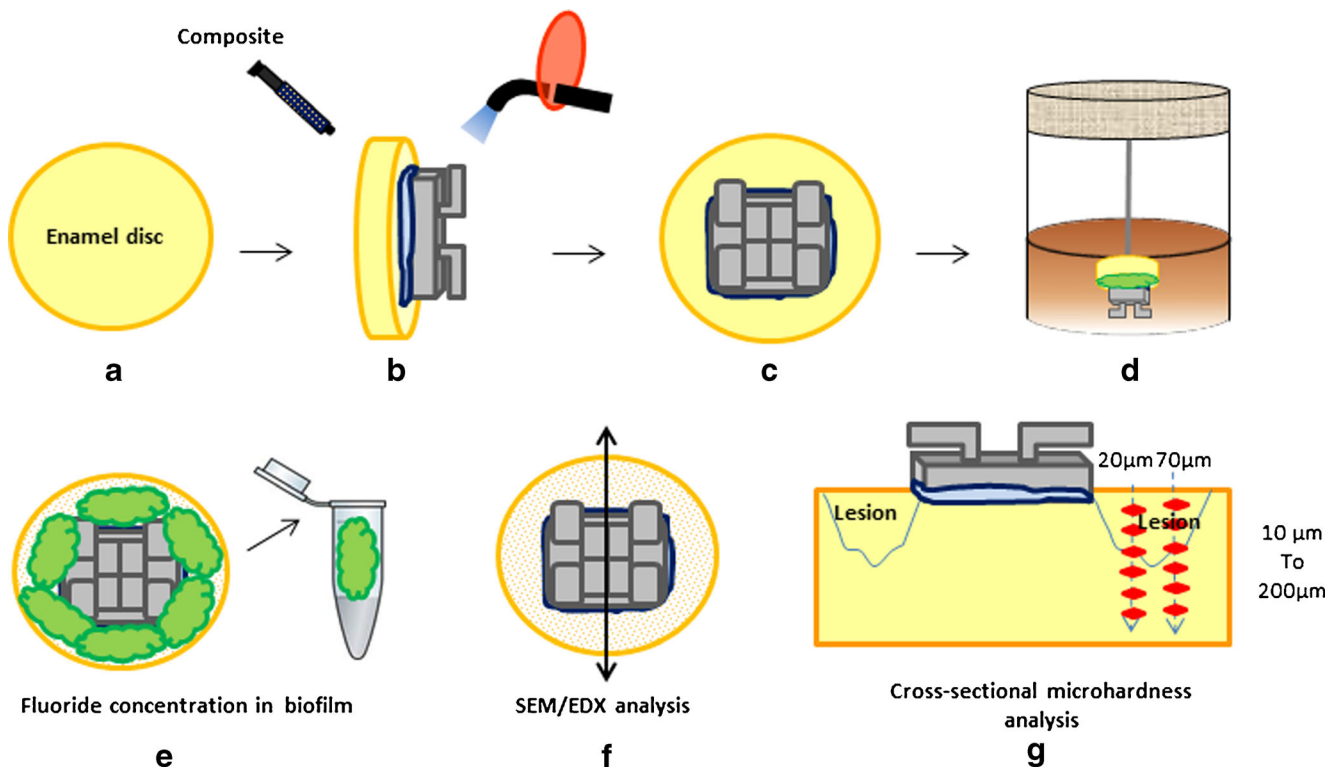 Composite
Enamel disc
a
b
c
d
20µm 70µm
Lesion
Lesion
10 µm
To
200µm
Fluoride concentration in biofilm
SEM/EDX analysis
Cross-sectional microhardness
analysis
e
f
g